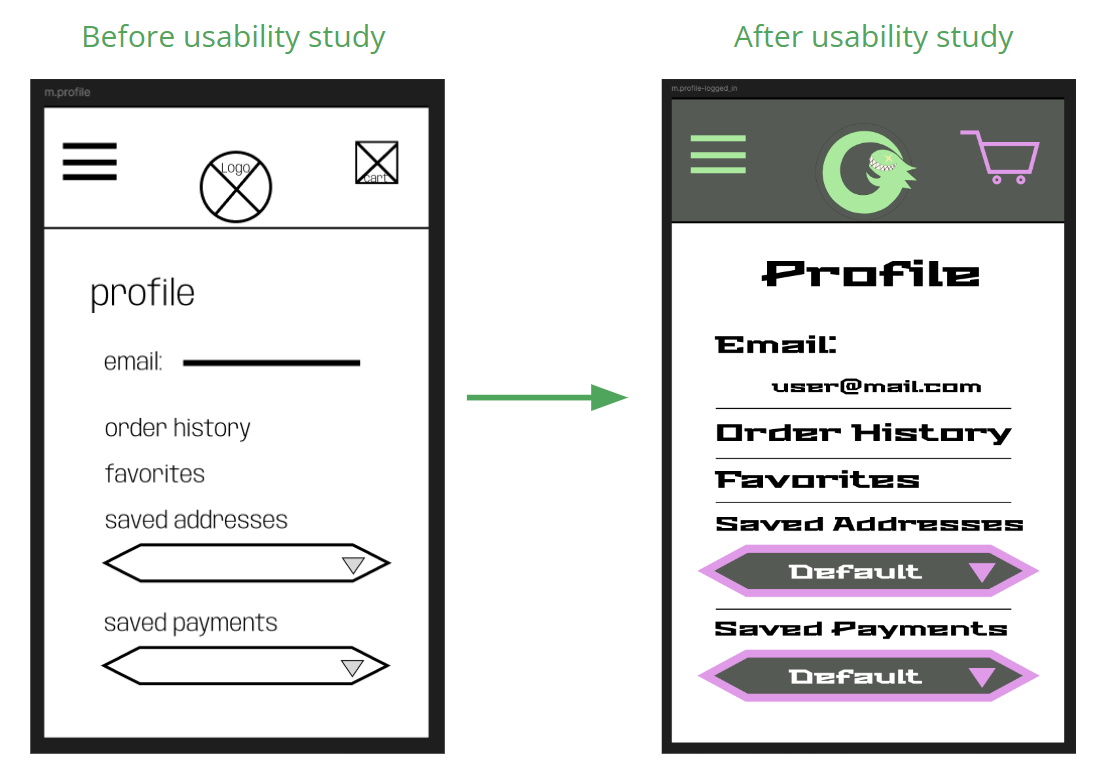 Before usability study
After usability study
m.profile
Logo
cart
profile
email:
order history
favorites
saved addresses
saved payments
m.profile-logged_in
Profile
Email:
user@mail.com
Order History
Favorites
Saved Addresses
Default
Saved Payments
Default